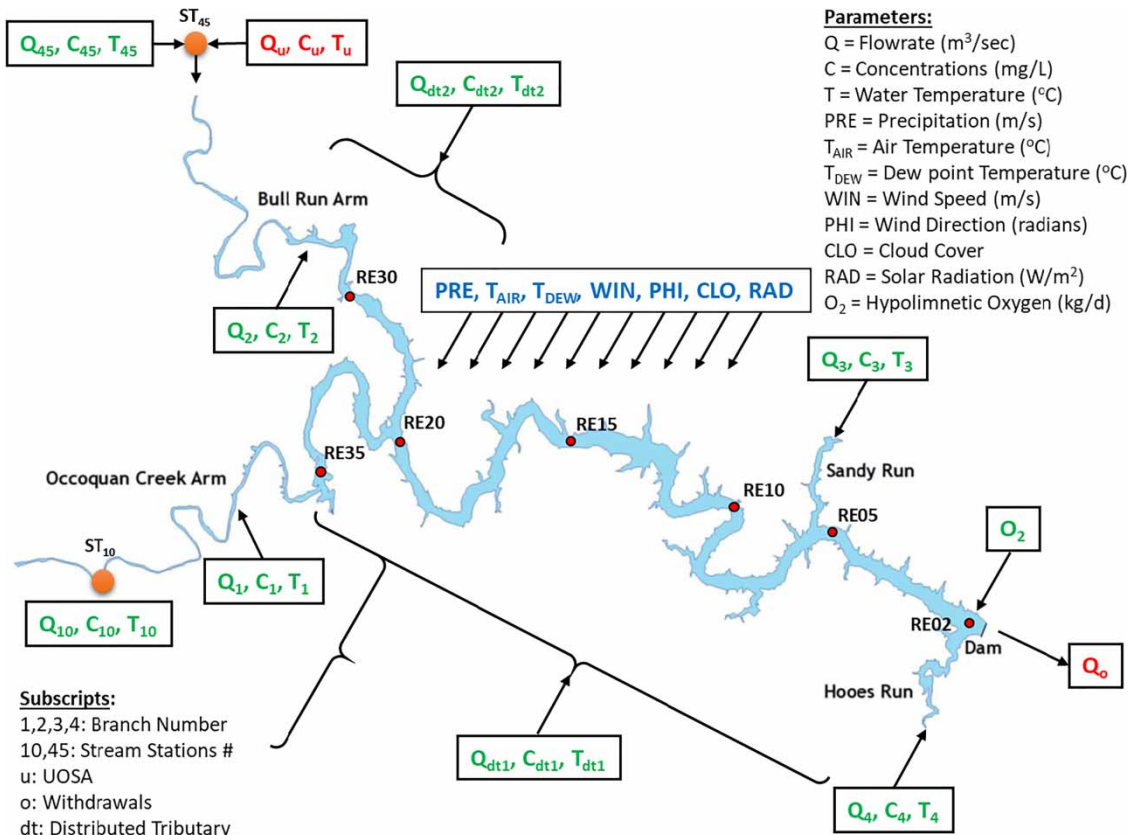 ST45
Q45, C45, T45
Qu, Cu, Tu
Qdt2, Cdt2, Tdt2
Parameters:
Q = Flowrate (m³/sec)
C = Concentrations (mg/L)
T = Water Temperature (°C)
PRE = Precipitation (m/s)
TAIR = Air Temperature (°C)
TDEW = Dew point Temperature (°C)
WIN = Wind Speed (m/s)
PHI = Wind Direction (radians)
CLO = Cloud Cover
RAD = Solar Radiation (W/m²)
O2 = Hypolimnetic Oxygen (kg/d)
Bull Run Arm
RE30
PRE, TAIR, TDEW, WIN, PHI, CLO, RAD
Q2, C2, T2
Q3, C3, T3
RE20
RE15
RE35
Occoquan Creek Arm
Sandy Run
RE10
RE05
O2
ST10
Q1, C1, T1
Q10, C10, T10
RE02
Dam
Qo
Hooes Run
Subscripts:
1,2,3,4: Branch Number
10,45: Stream Stations #
u: UOSA
o: Withdrawals
dt: Distributed Tributary
Qdt1, Cdt1, Tdt1
Q4, C4, T4